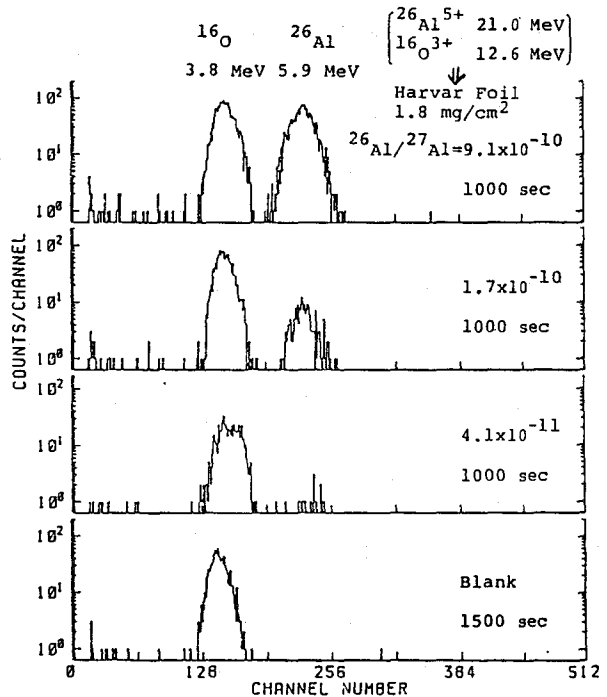 16O 26Al
3.8 MeV 5.9 MeV
26Al5+ 21.0 MeV
16O3+ 12.6 MeV
Harvar Foil
1.8 mg/cm2
26Al/27Al=9.1x10-10
1000 sec
102
101
100
1.7x10-10
1000 sec
102
101
100
4.1x10-11
1000 sec
102
101
100
Blank
1500 sec
102
101
100
COUNTS/CHANNEL
0 128 256 384 512
CHANNEL NUMBER